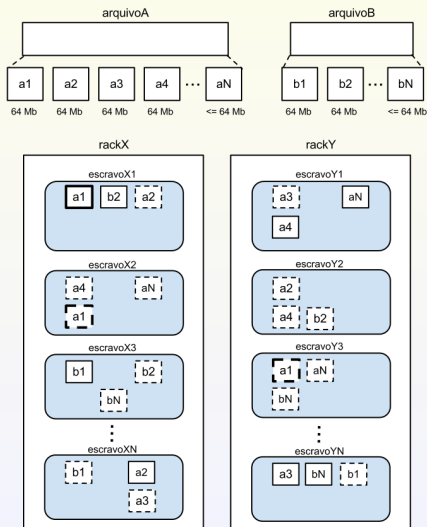 arquivoA arquivoB
a1 a2 a3 a4 ... aN b1 b2 ... bN
64 Mb 64 Mb 64 Mb 64 Mb <= 64 Mb 64 Mb 64 Mb <= 64 Mb
rackX
escravoX1
a1 b2 a2
escravoX2
a4 aN
a1
escravoX3
b1 b2
bN
escravoXN
b1 a2
a3
rackY
escravoY1
a3 aN
a4
escravoY2
a2
a4 b2
escravoY3
a1 aN
bN
escravoYN
a3 bN b1